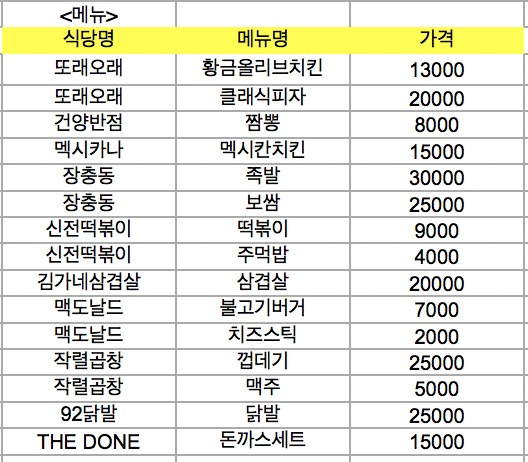 <메뉴>
식당명 메뉴명 가격
또래오래 황금올리브치킨 13000
또래오래 클래식피자 20000
건양반점 짬뽕 8000
멕시카나 멕시칸치킨 15000
장충동 족발 30000
장충동 보쌈 25000
신전떡볶이 떡볶이 9000
신전떡볶이 주먹밥 4000
김가네삼겹살 삼겹살 20000
맥도날드 불고기버거 7000
맥도날드 치즈스틱 2000
작렬곱창 껍데기 25000
작렬곱창 맥주 5000
92닭발 닭발 25000
THE DONE 돈까스세트 15000